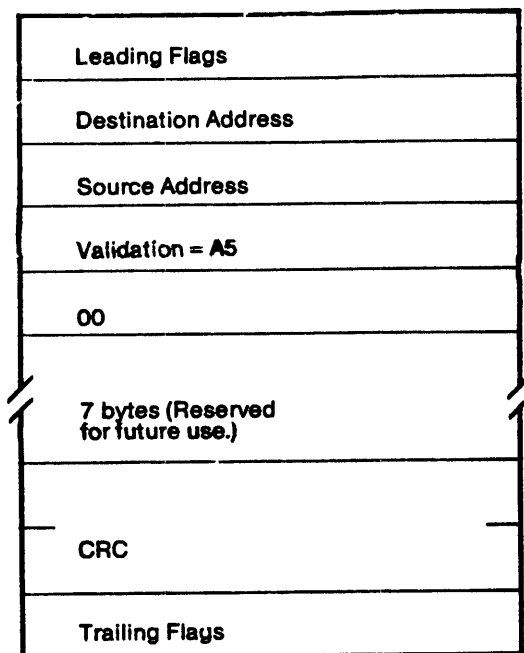 Leading Flags
Destination Address
Source Address
Validation = A5
00
7 bytes (Reserved
for future use.)
CRC
Trailing Flags